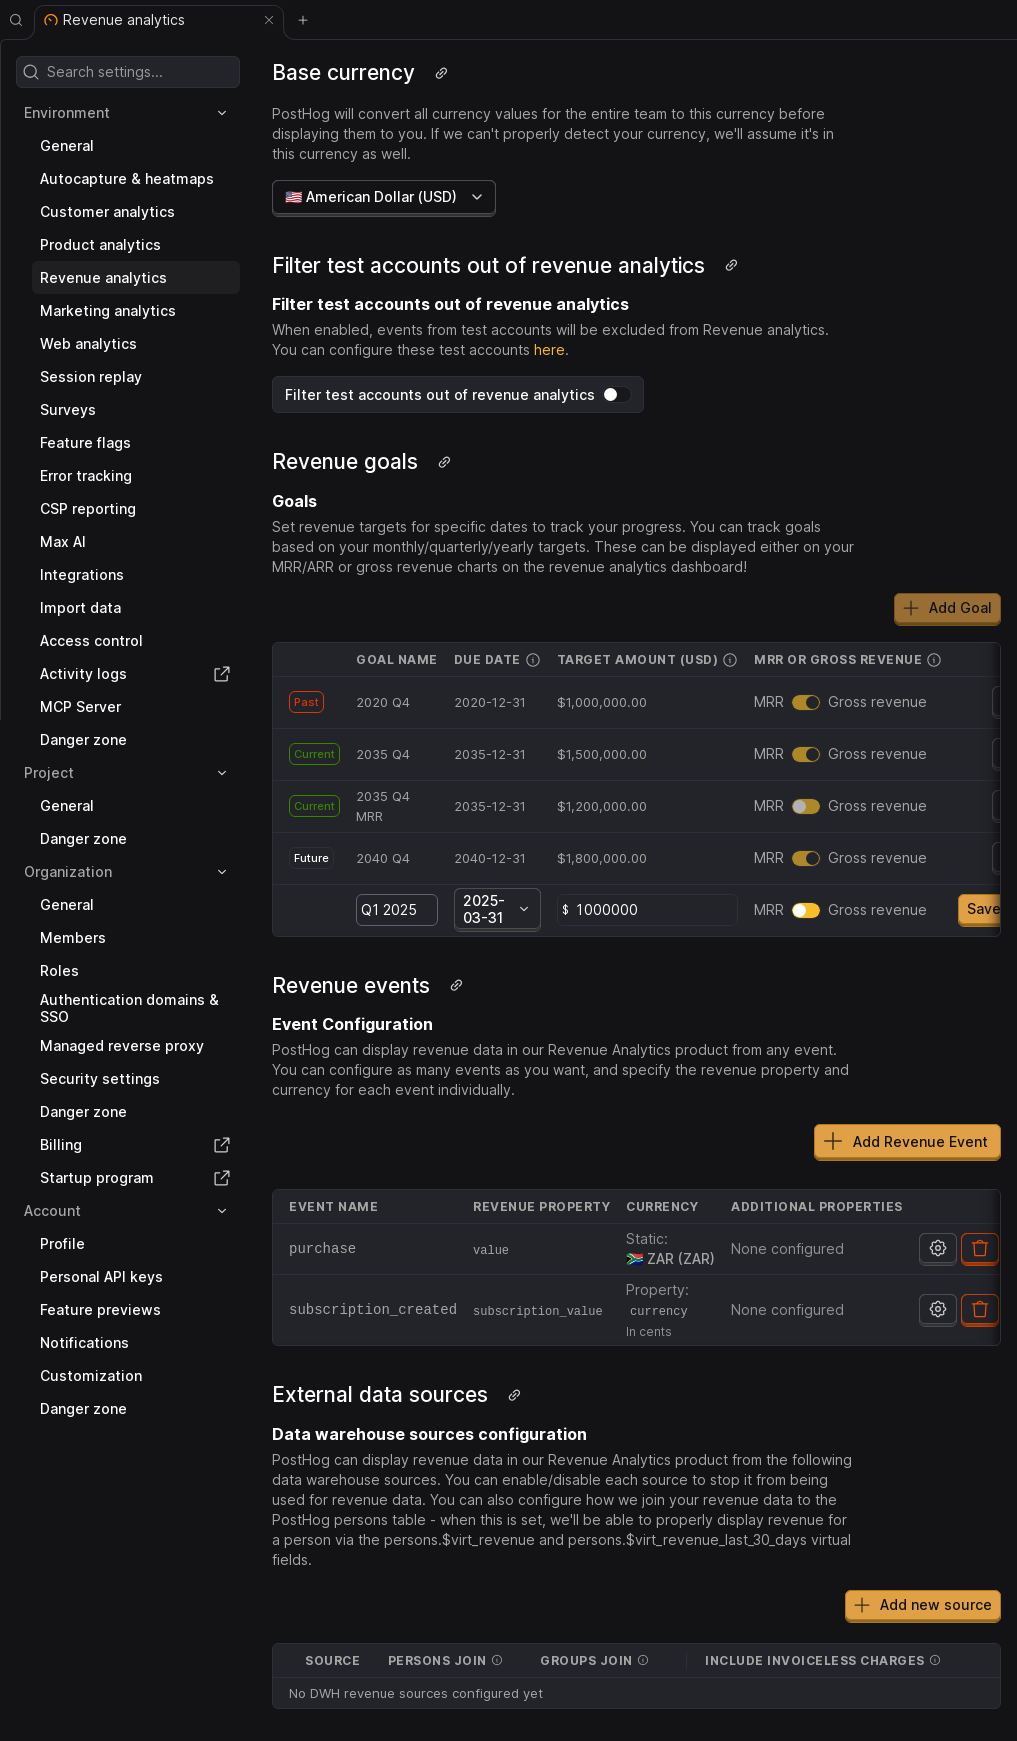 Revenue analytics
Search settings...
Environment
General
Autocapture & heatmaps
Customer analytics
Product analytics
Revenue analytics
Marketing analytics
Web analytics
Session replay
Surveys
Feature flags
Error tracking
CSP reporting
Max AI
Integrations
Import data
Access control
Activity logs
MCP Server
Danger zone
Project
General
Danger zone
Organization
General
Members
Roles
Authentication domains &
SSO
Managed reverse proxy
Security settings
Danger zone
Billing
Startup program
Account
Profile
Personal API keys
Feature previews
Notifications
Customization
Danger zone
Base currency
PostHog will convert all currency values for the entire team to this currency before
displaying them to you. If we can't properly detect your currency, we'll assume it's in
this currency as well.
🇺🇸 American Dollar (USD)
Filter test accounts out of revenue analytics
Filter test accounts out of revenue analytics
When enabled, events from test accounts will be excluded from Revenue analytics.
You can configure these test accounts here.
Filter test accounts out of revenue analytics
Revenue goals
Goals
Set revenue targets for specific dates to track your progress. You can track goals
based on your monthly/quarterly/yearly targets. These can be displayed either on your
MRR/ARR or gross revenue charts on the revenue analytics dashboard!
Add Goal
GOAL NAME DUE DATE TARGET AMOUNT (USD) MRR OR GROSS REVENUE
Past 2020 Q4 2020-12-31 $1,000,000.00 MRR Gross revenue
Current 2035 Q4 2035-12-31 $1,500,000.00 MRR Gross revenue
Current 2035 Q4 MRR 2035-12-31 $1,200,000.00 MRR Gross revenue
Future 2040 Q4 2040-12-31 $1,800,000.00 MRR Gross revenue
Q1 2025 2025-03-31 $ 1000000 MRR Gross revenue Save
Revenue events
Event Configuration
PostHog can display revenue data in our Revenue Analytics product from any event.
You can configure as many events as you want, and specify the revenue property and
currency for each event individually.
Add Revenue Event
EVENT NAME REVENUE PROPERTY CURRENCY ADDITIONAL PROPERTIES
purchase value Static: 🇿🇦 ZAR (ZAR) None configured
subscription_created subscription_value Property: currency In cents None configured
External data sources
Data warehouse sources configuration
PostHog can display revenue data in our Revenue Analytics product from the following
data warehouse sources. You can enable/disable each source to stop it from being
used for revenue data. You can also configure how we join your revenue data to the
PostHog persons table - when this is set, we'll be able to properly display revenue for
a person via the persons.$virt_revenue and persons.$virt_revenue_last_30_days virtual
fields.
Add new source
SOURCE PERSONS JOIN GROUPS JOIN INCLUDE INVOICELESS CHARGES
No DWH revenue sources configured yet